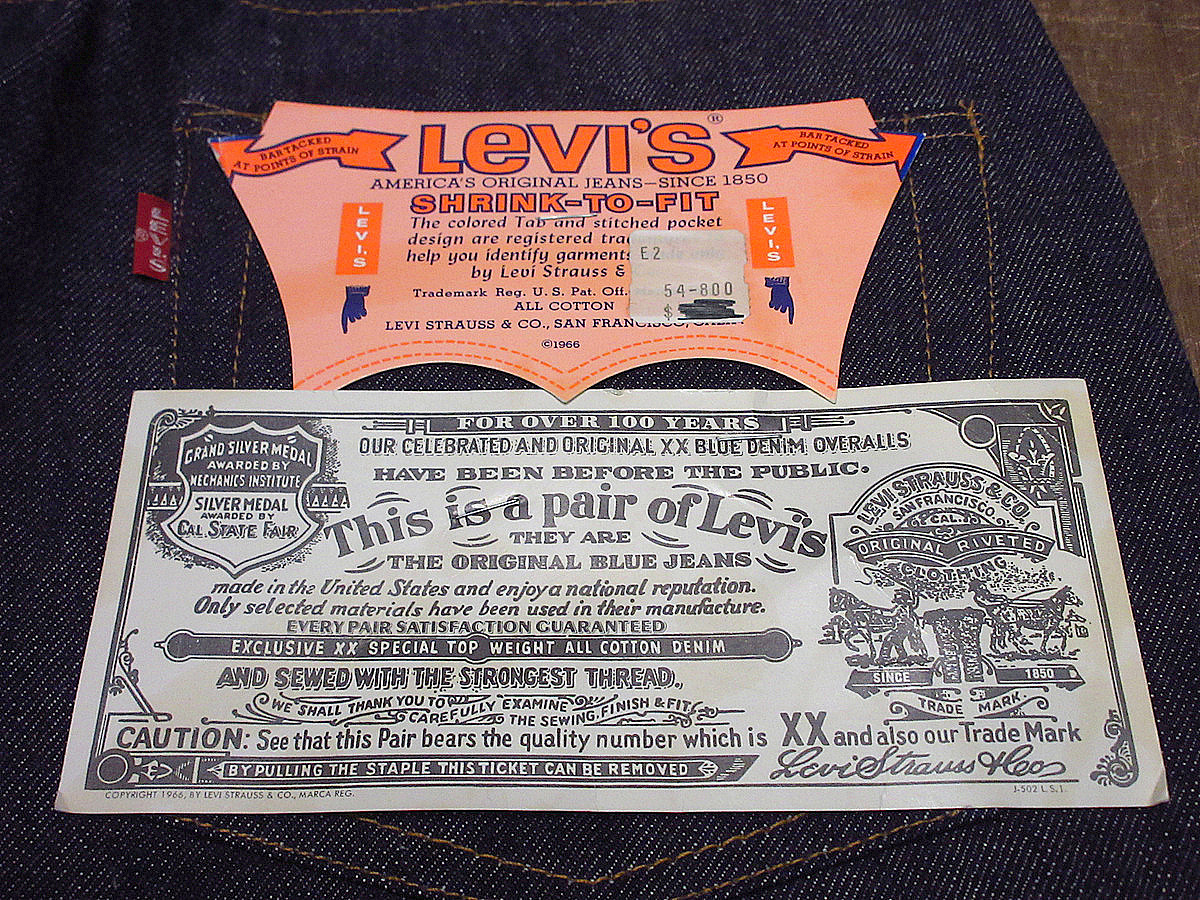 LEVI'S®
BAR TACKED
AT POINTS OF STRAIN
BAR TACKED
AT POINTS OF STRAIN
AMERICA'S ORIGINAL JEANS—SINCE 1850
SHRINK-TO-FIT
The colored Tab and stitched pocket
design are registered
help you identify garments
by Levi Strauss &
Trademark Reg. U.S. Pat. Off.
ALL COTTON
LEVI STRAUSS & CO., SAN FRANCISCO,
©1966
LEVI'S
LEVI'S
E2
54-800
$
LEVI'S
®
FOR OVER 100 YEARS
OUR CELEBRATED AND ORIGINAL XX BLUE DENIM OVERALLS
HAVE BEEN BEFORE THE PUBLIC.
This is a pair of Levi's
THEY ARE
THE ORIGINAL BLUE JEANS
made in the United States and enjoy a national reputation.
Only selected materials have been used in their manufacture.
EVERY PAIR SATISFACTION GUARANTEED
EXCLUSIVE XX SPECIAL TOP WEIGHT ALL COTTON DENIM
AND SEWED WITH THE STRONGEST THREAD.
WE SHALL THANK YOU TO CAREFULLY EXAMINE
THE SEWING, FINISH & FIT
CAUTION: See that this Pair bears the quality number which is XX and also our Trade Mark
BY PULLING THE STAPLE THIS TICKET CAN BE REMOVED
Levi Strauss & Co
COPYRIGHT 1966, BY LEVI STRAUSS & CO., MARCA REG.
J-502 L.S.I.
GRAND SILVER MEDAL
AWARDED BY
MECHANICS INSTITUTE
SILVER MEDAL
AWARDED BY
CAL. STATE FAIR
LEVI STRAUSS & CO.
SAN FRANCISCO,
CAL.
ORIGINAL RIVETED
CLOTHING
SINCE 1850
TRADE MARK.